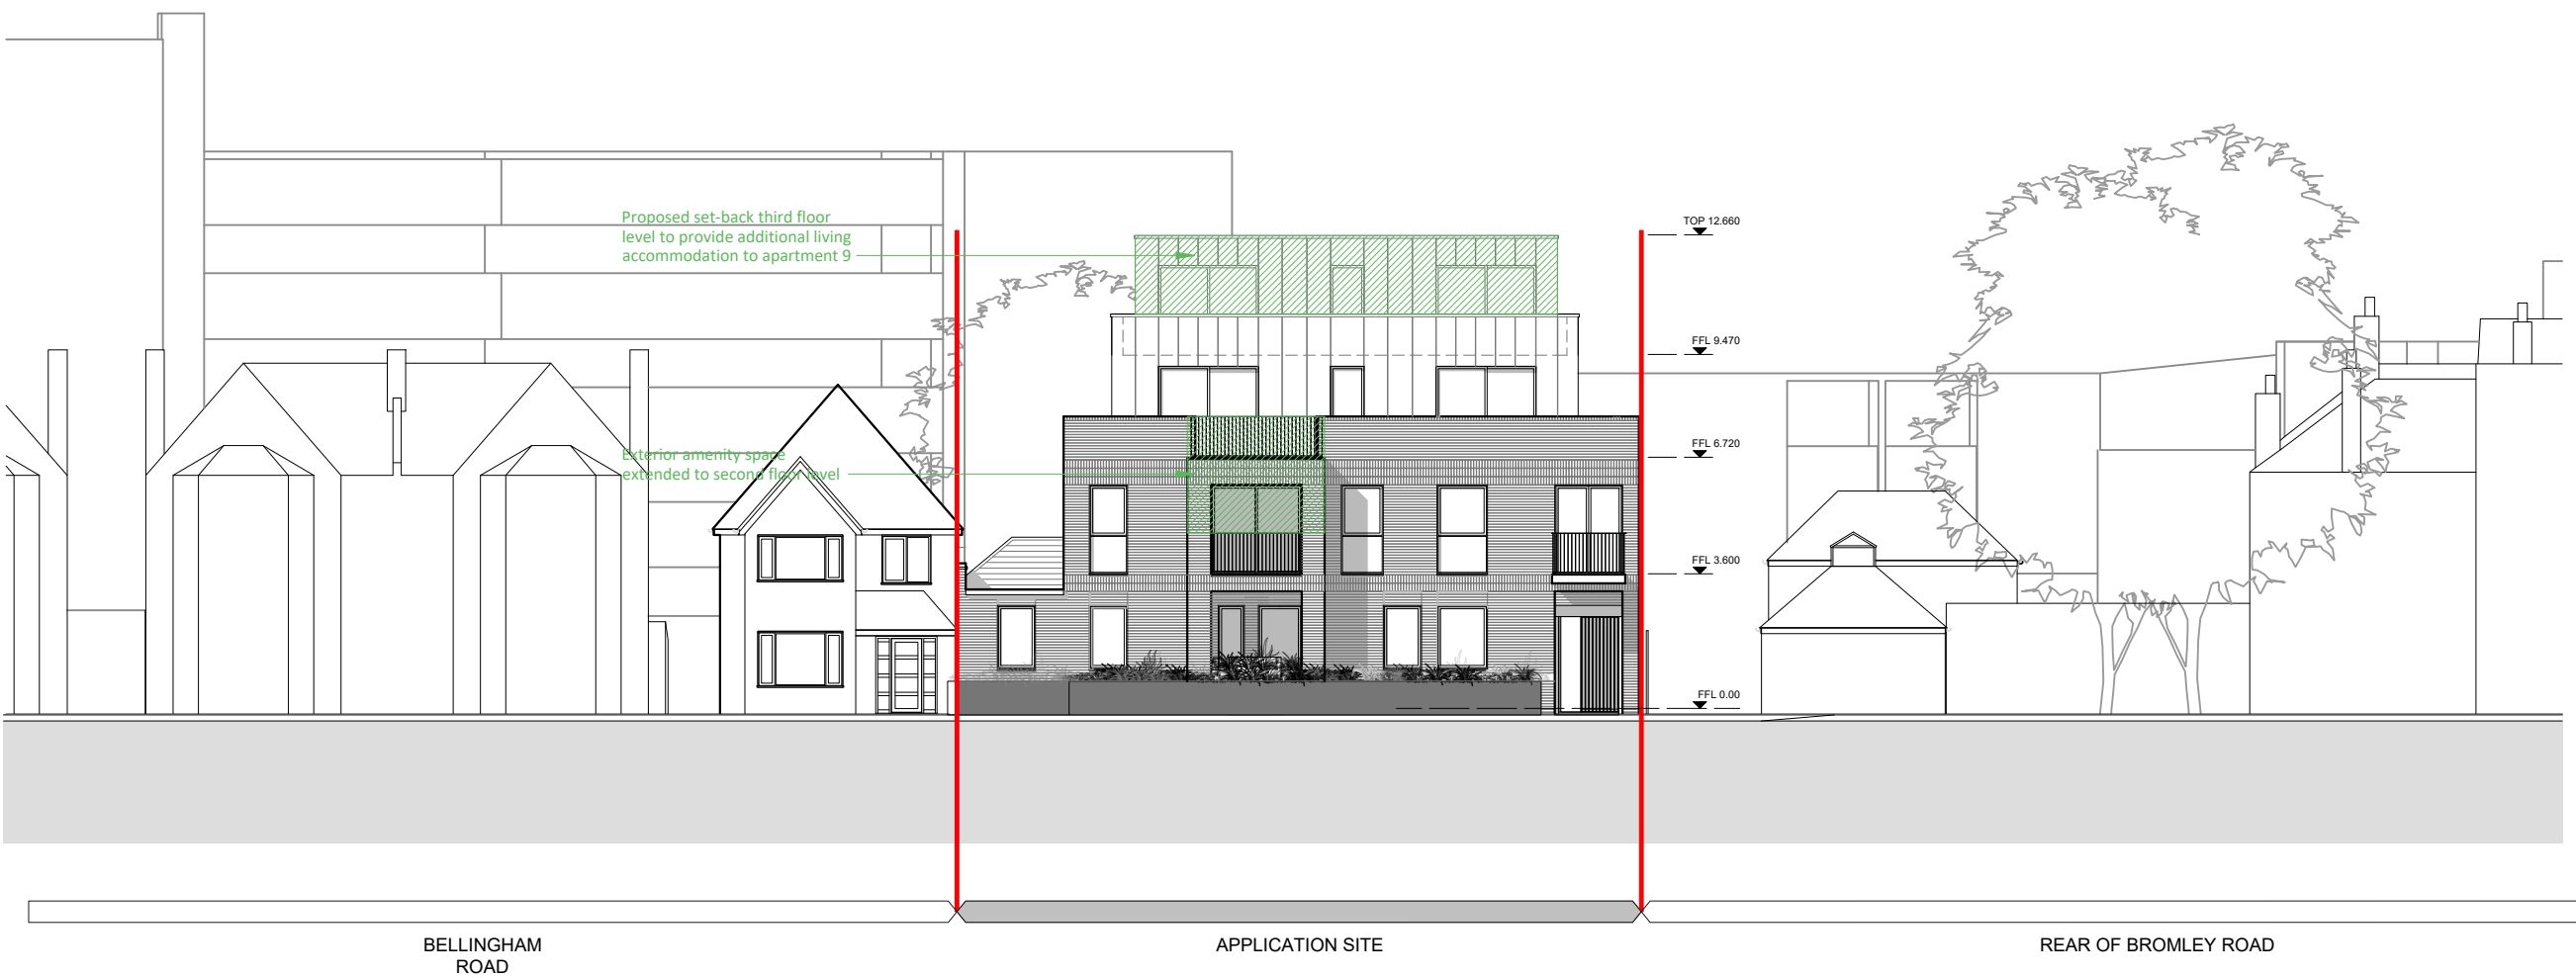 Proposed set-back third floor
level to provide additional living
accommodation to apartment 9
TOP 12.660
FFL 9.470
Exterior amenity space
extended to second floor level
FFL 6.720
FFL 3.600
FFL 0.00
BELLINGHAM
ROAD
APPLICATION SITE
REAR OF BROMLEY ROAD